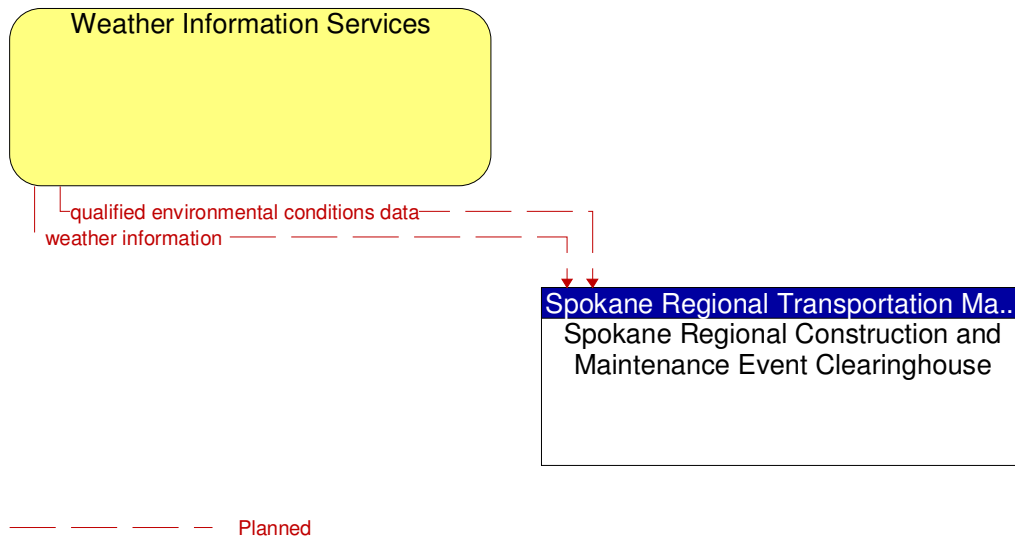 Weather Information Services
qualified environmental conditions data
weather information
Spokane Regional Transportation Ma..
Spokane Regional Construction and
Maintenance Event Clearinghouse
Planned